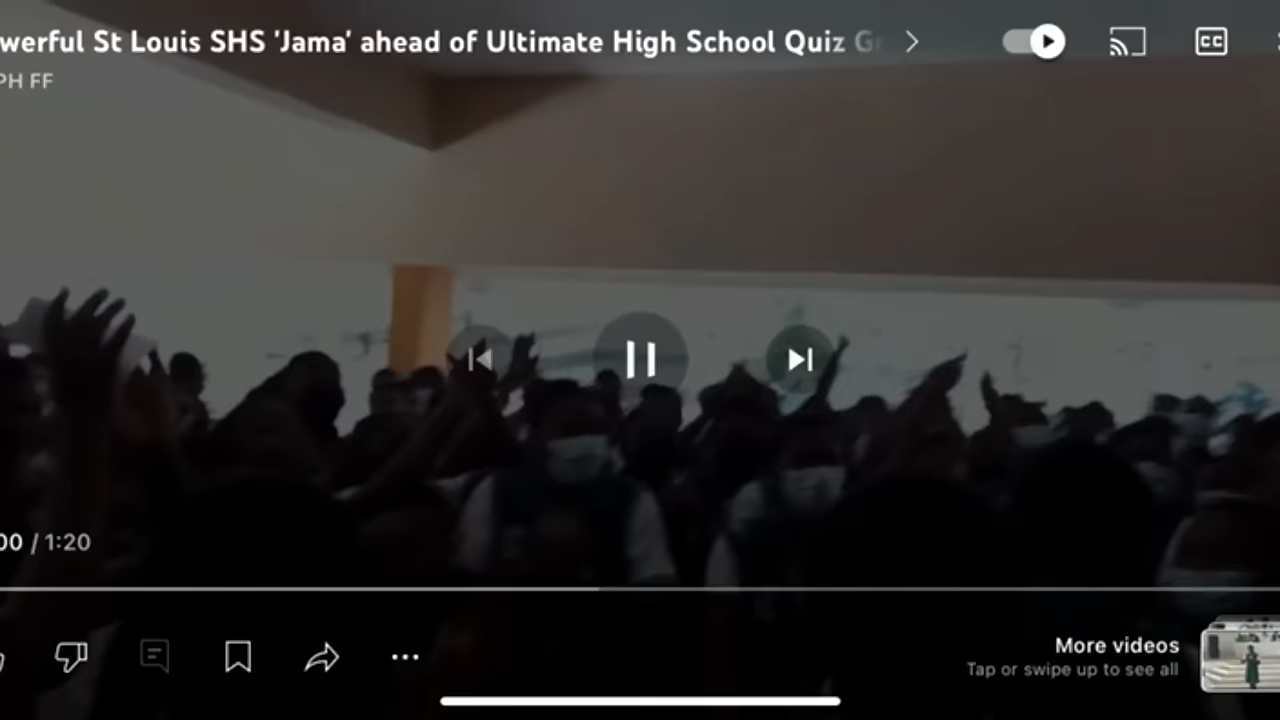 werful St Louis SHS 'Jama' ahead of Ultimate High School Quiz G
PH FF
CC
00 / 1:20
More videos
Tap or swipe up to see all